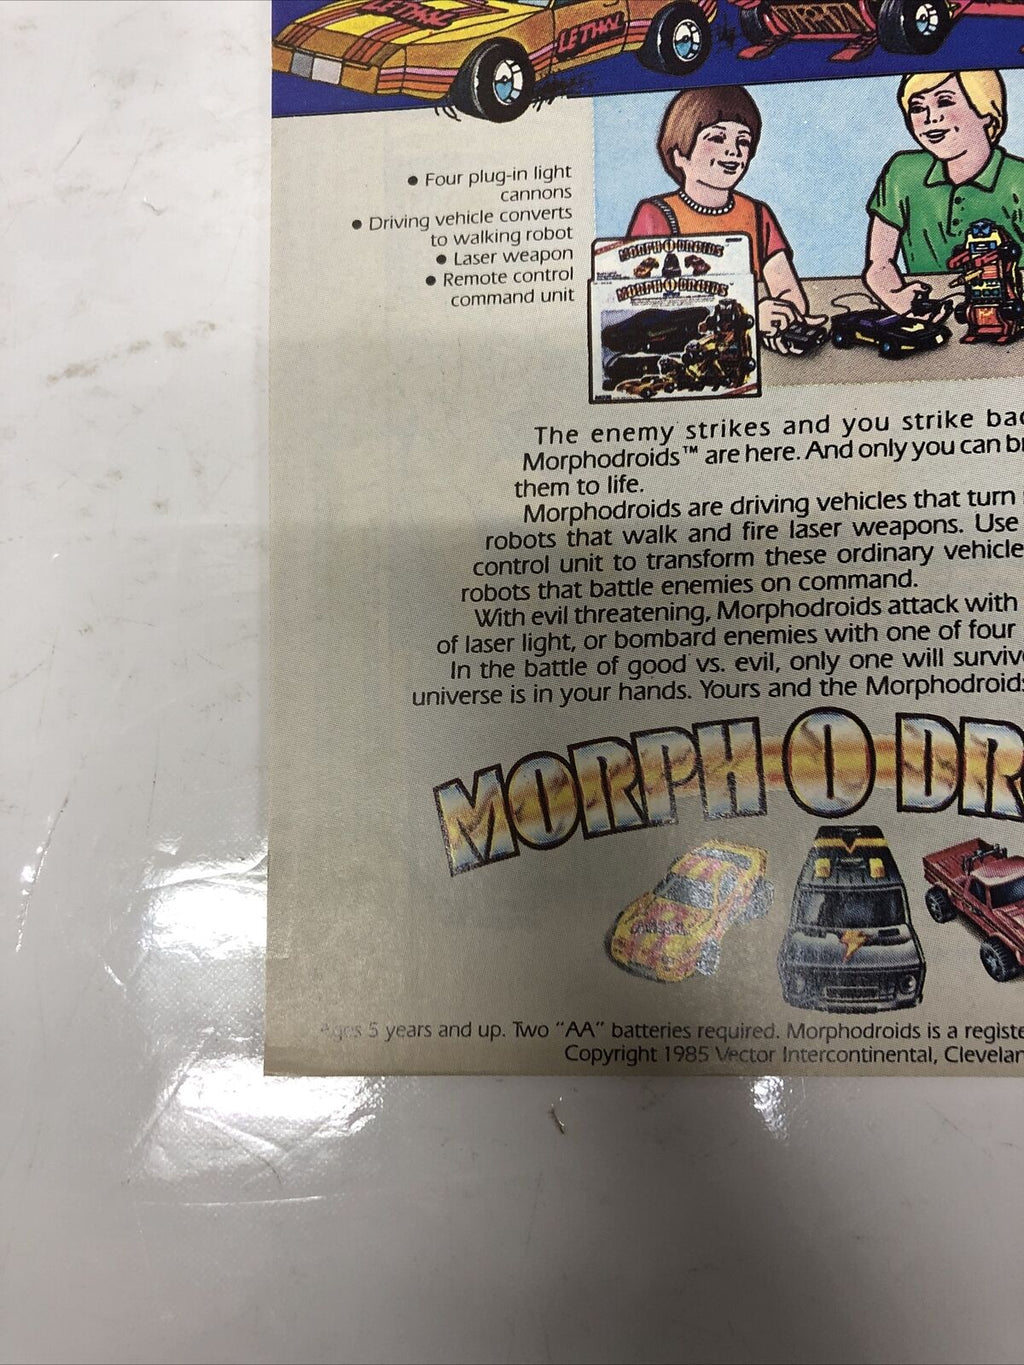 LETHAL
LETHAL
● Four plug-in light
cannons
● Driving vehicle converts
to walking robot
● Laser weapon
● Remote control
command unit
MORPH·O·DROIDS
MORPH·O·DROIDS
The enemy strikes and you strike bac
Morphodroids™ are here. And only you can br
them to life.
Morphodroids are driving vehicles that turn
robots that walk and fire laser weapons. Use
control unit to transform these ordinary vehicle
robots that battle enemies on command.
With evil threatening, Morphodroids attack with
of laser light, or bombard enemies with one of four
In the battle of good vs. evil, only one will survive
universe is in your hands. Yours and the Morphodroids
MORPH O DR
Ages 5 years and up. Two "AA" batteries required. Morphodroids is a registe
Copyright 1985 Vector Intercontinental, Clevelan